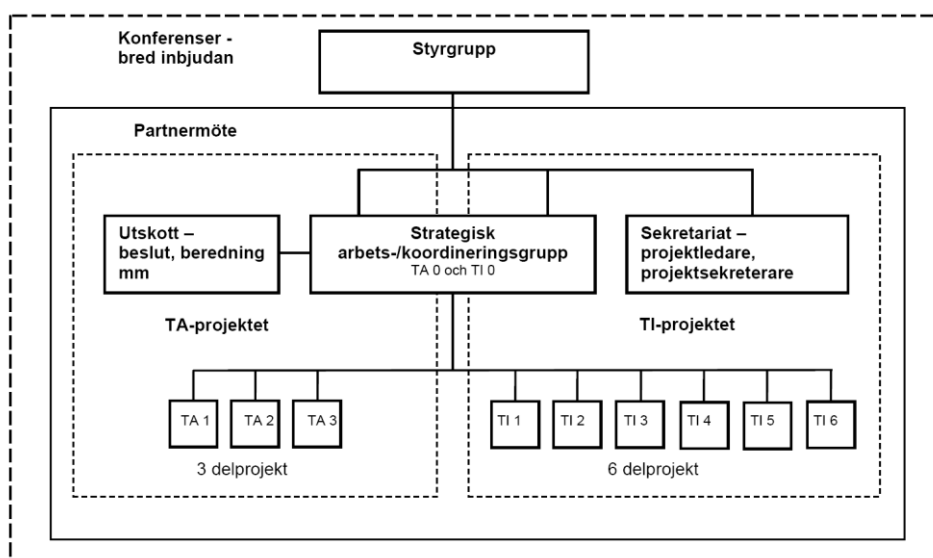 Konferenser -
bred inbjudan
Styrgrupp
Partnermöte
Utskott –
beslut, beredning
mm
Strategisk
arbets-/koordineringsgrupp
TA 0 och TI 0
Sekretariat –
projektledare,
projektsekreterare
TA-projektet
TI-projektet
TA 1
TA 2
TA 3
TI 1
TI 2
TI 3
TI 4
TI 5
TI 6
3 delprojekt
6 delprojekt